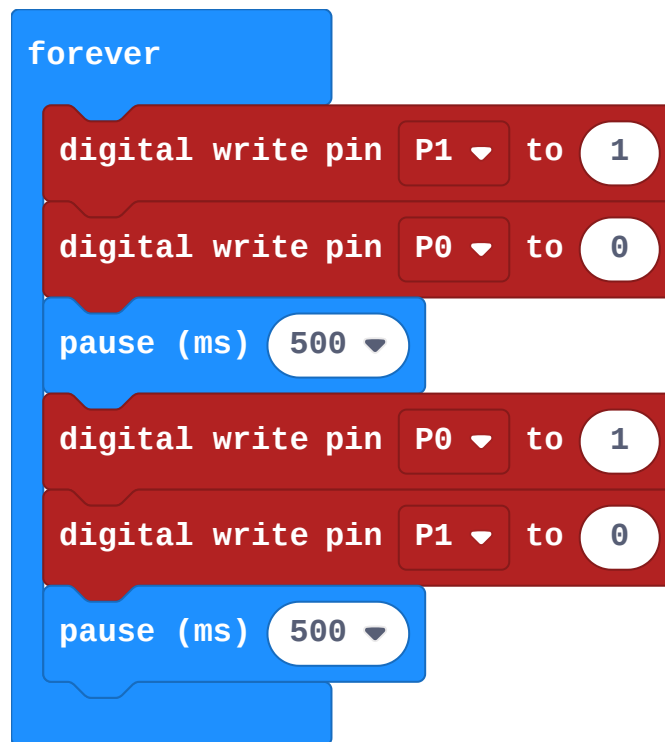 forever
digital write pin P1 to 1
digital write pin P0 to 0
pause (ms) 500
digital write pin P0 to 1
digital write pin P1 to 0
pause (ms) 500